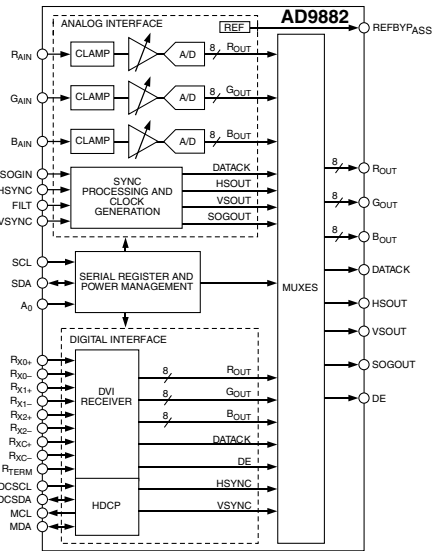 ANALOG INTERFACE
REF
AD9882
REFBYPASS
RAIN
CLAMP
A/D
8
ROUT
GAIN
CLAMP
A/D
8
GOUT
BAIN
CLAMP
A/D
8
BOUT
SOGIN
HSYNC
FILT
VSYNC
SYNC
PROCESSING AND
CLOCK
GENERATION
DATACK
HSOUT
VSOUT
SOGOUT
SCL
SDA
A0
SERIAL REGISTER AND
POWER MANAGEMENT
MUXES
8
ROUT
8
GOUT
8
BOUT
DATACK
HSOUT
VSOUT
SOGOUT
DE
DIGITAL INTERFACE
RX0+
RX0–
RX1+
RX1–
RX2+
RX2–
RXC+
RXC–
RTERM
DVI
RECEIVER
8
ROUT
8
GOUT
8
BOUT
DATACK
DE
OCSCL
OCSDA
MCL
MDA
HDCP
HSYNC
VSYNC